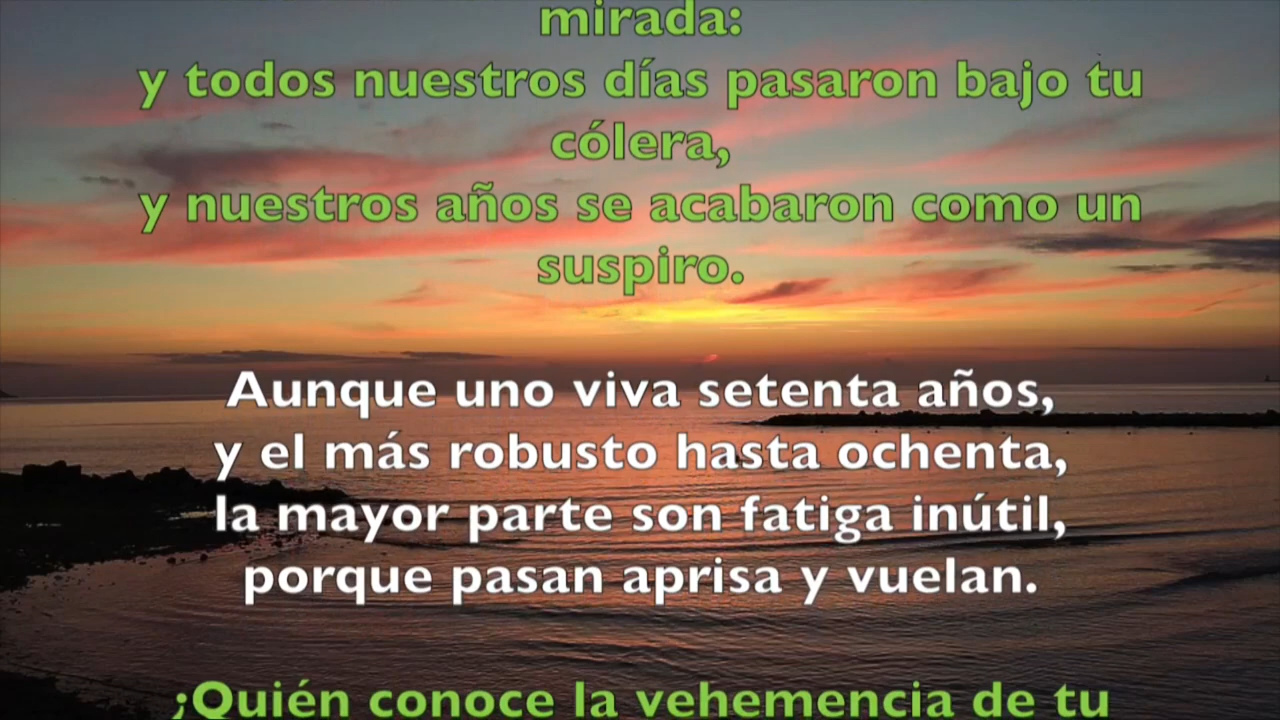 mirada:
y todos nuestros días pasaron bajo tu
cólera,
y nuestros años se acabaron como un
suspiro.
Aunque uno viva setenta años,
y el más robusto hasta ochenta,
la mayor parte son fatiga inútil,
porque pasan aprisa y vuelan.
¿Quién conoce la vehemencia de tu